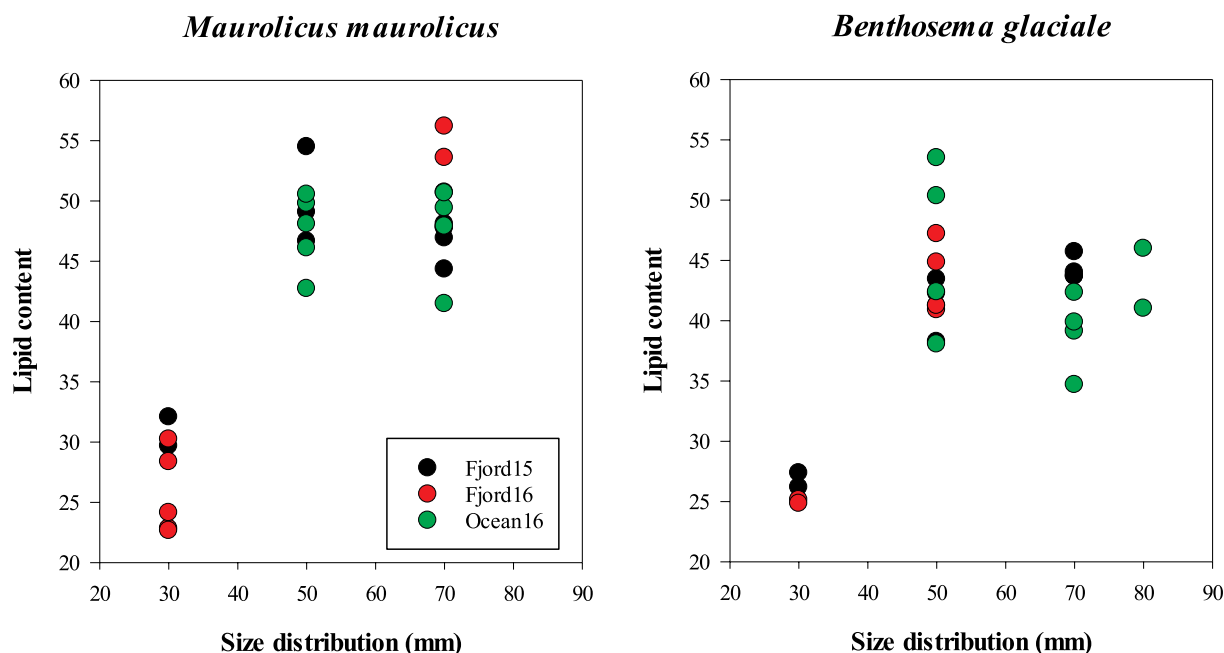 Maurolicus maurolicus
Benthosema glaciale
Lipid content
60
55
50
45
40
35
30
25
20
20 30 40 50 60 70 80 90
Size distribution (mm)
Fjord15
Fjord16
Ocean16
Lipid content
60
55
50
45
40
35
30
25
20
20 30 40 50 60 70 80 90
Size distribution (mm)